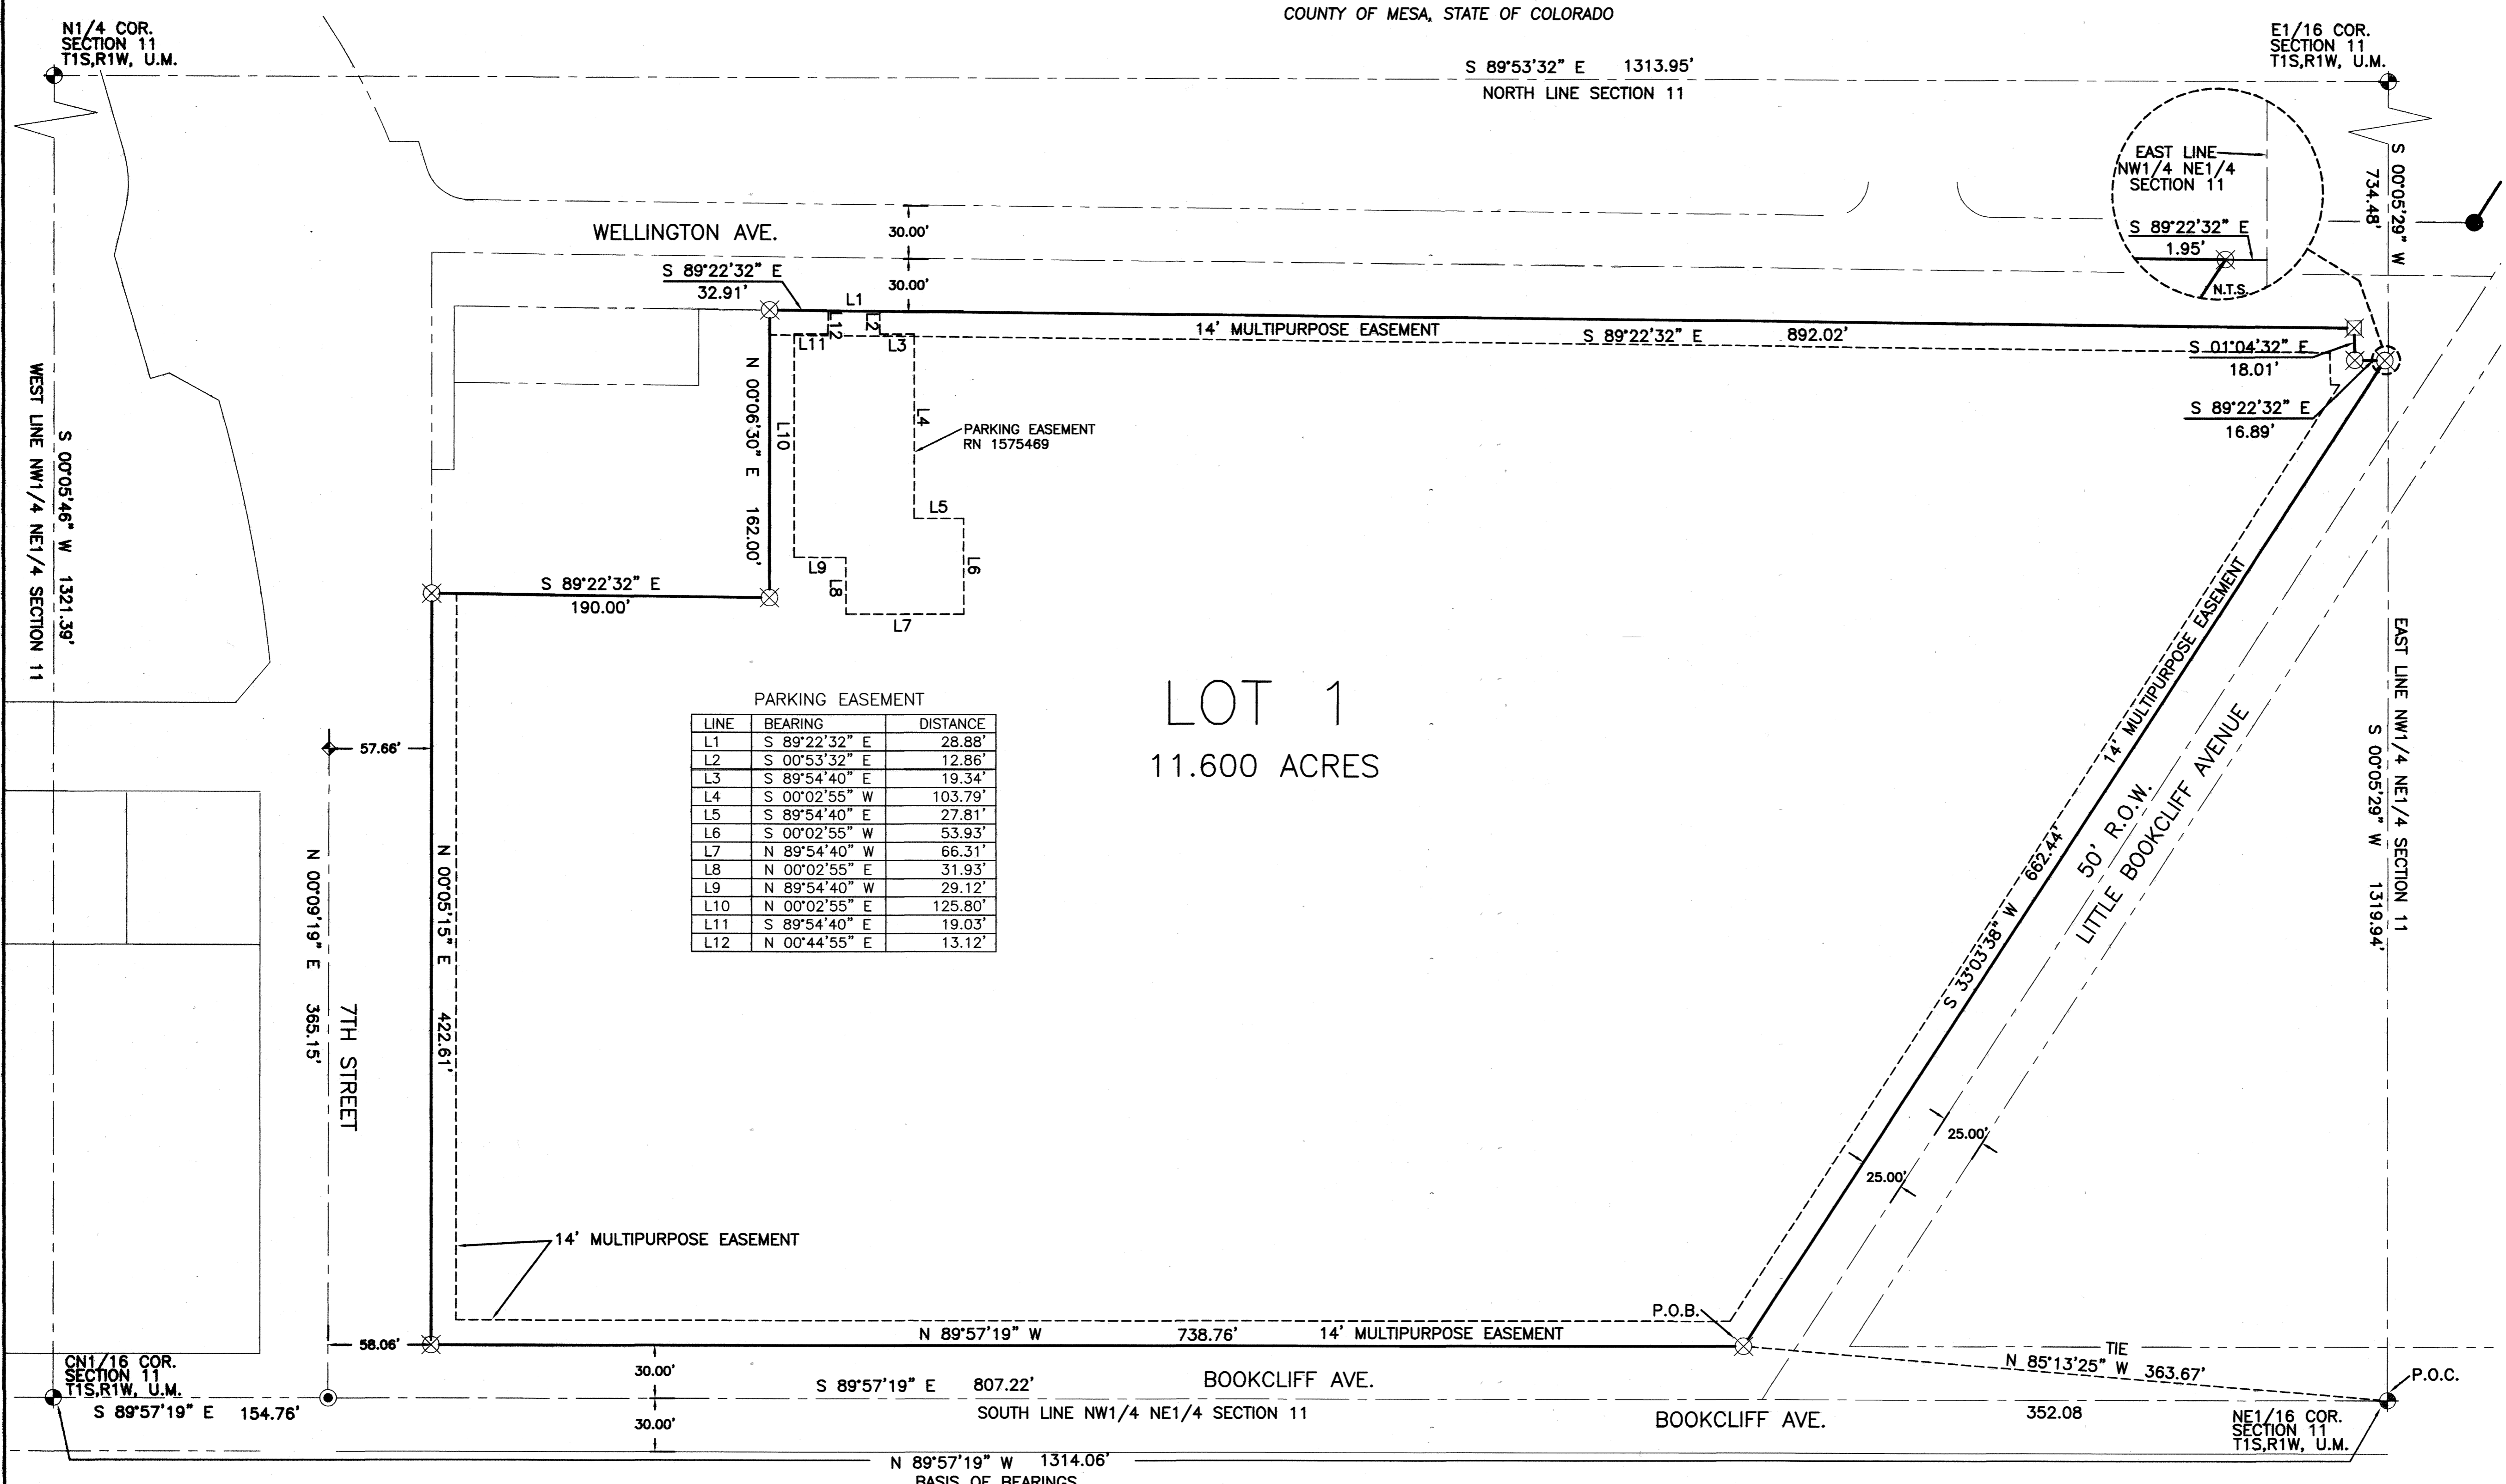 COUNTY OF MESA, STATE OF COLORADO
N1/4 COR.
SECTION 11
T1S,R1W, U.M.
E1/16 COR.
SECTION 11
T1S,R1W, U.M.
S 89°53'32" E 1313.95'
NORTH LINE SECTION 11
EAST LINE
NW1/4 NE1/4
SECTION 11
S 89°22'32" E
1.95'
N.T.S.
S 00°05'29" W
734.48'
WELLINGTON AVE.
30.00'
30.00'
S 89°22'32" E
32.91'
L1
L12
L2
L11
L3
14' MULTIPURPOSE EASEMENT
S 89°22'32" E 892.02'
S 01°04'32" E
18.01'
S 89°22'32" E
16.89'
N 00°06'30" E 162.00'
L10
L4
PARKING EASEMENT
RN 1575469
L5
L6
L9
L8
L7
WEST LINE NW1/4 NE1/4 SECTION 11
S 00°05'46" W 1321.39'
S 89°22'32" E
190.00'
LOT 1
11.600 ACRES
PARKING EASEMENT
LINE BEARING DISTANCE
L1 S 89°22'32" E 28.88'
L2 S 00°53'32" E 12.86'
L3 S 89°54'40" E 19.34'
L4 S 00°02'55" W 103.79'
L5 S 89°54'40" E 27.81'
L6 S 00°02'55" W 53.93'
L7 N 89°54'40" W 66.31'
L8 N 00°02'55" E 31.93'
L9 N 89°54'40" W 29.12'
L10 N 00°02'55" E 125.80'
L11 S 89°54'40" E 19.03'
L12 N 00°44'55" E 13.12'
57.66'
N 00°09'19" E 365.15'
7TH STREET
N 00°05'15" E 422.61'
14' MULTIPURPOSE EASEMENT
S 33°03'38" W 662.44'
50' R.O.W.
LITTLE BOOKCLIFF AVENUE
EAST LINE NW1/4 NE1/4 SECTION 11
S 00°05'29" W 1319.94'
25.00'
25.00'
14' MULTIPURPOSE EASEMENT
P.O.B.
58.06'
N 89°57'19" W 738.76' 14' MULTIPURPOSE EASEMENT
TIE
N 85°13'25" W 363.67'
P.O.C.
CN1/16 COR.
SECTION 11
T1S,R1W, U.M.
S 89°57'19" E 154.76'
30.00'
30.00'
S 89°57'19" E 807.22'
BOOKCLIFF AVE.
SOUTH LINE NW1/4 NE1/4 SECTION 11
BOOKCLIFF AVE.
352.08
NE1/16 COR.
SECTION 11
T1S,R1W, U.M.
N 89°57'19" W 1314.06'
BASIS OF BEARINGS